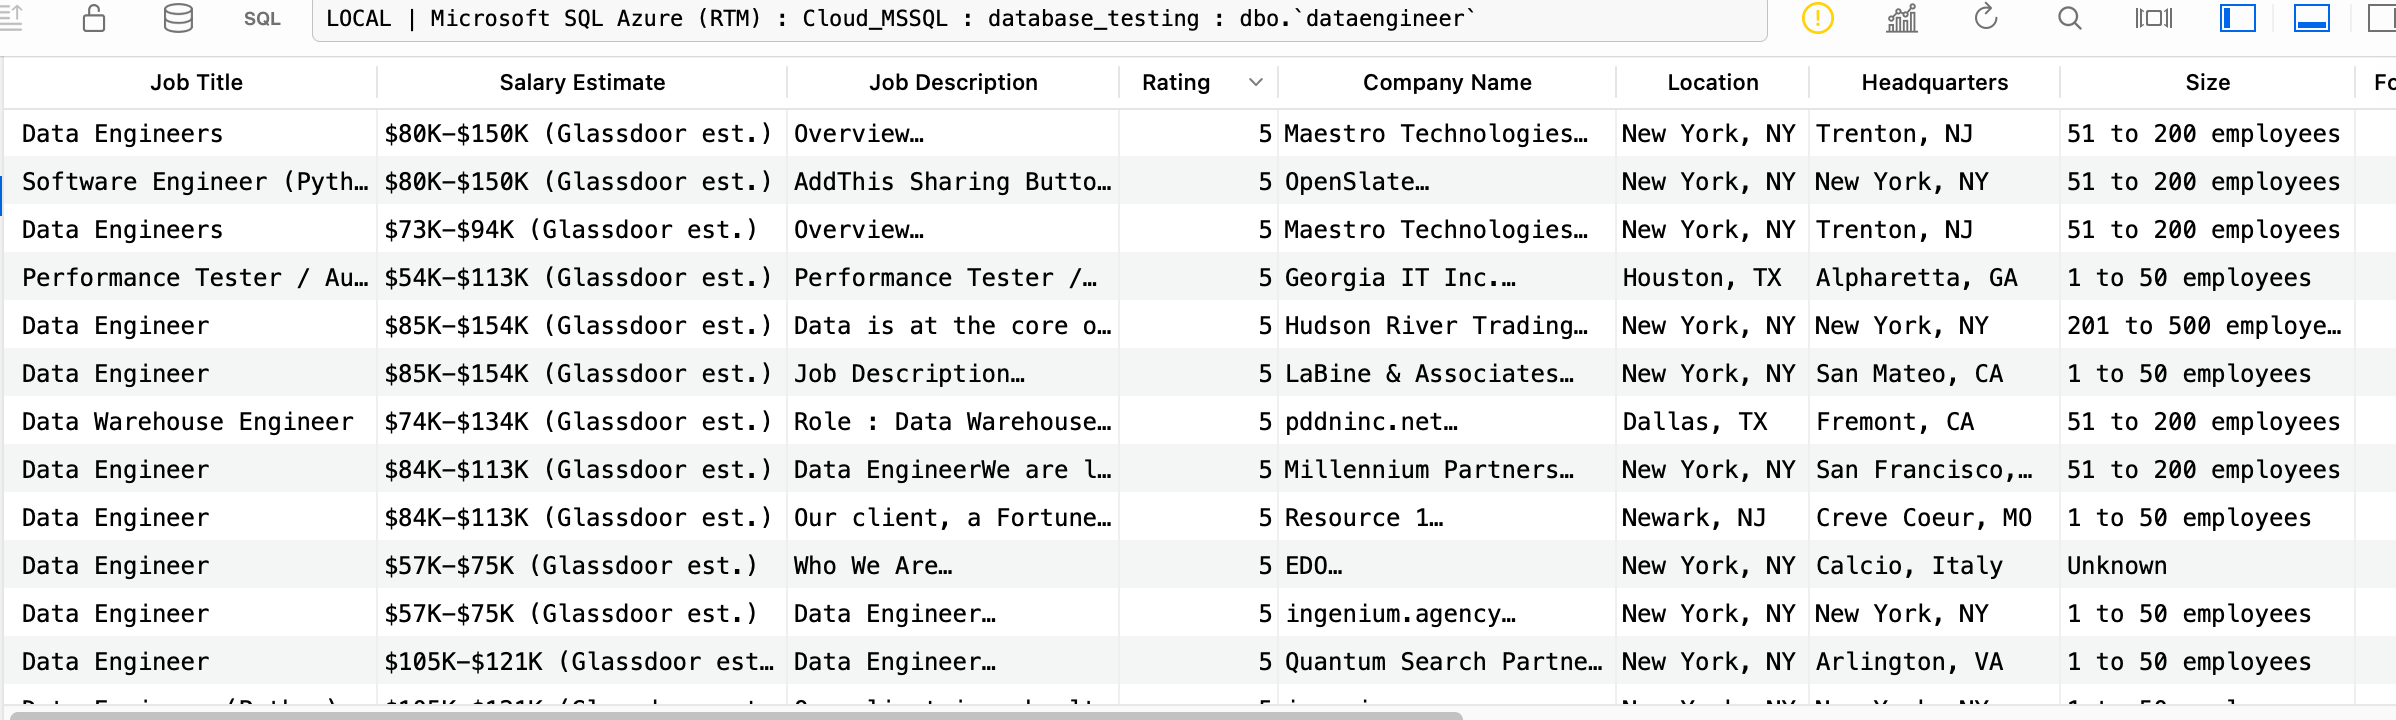 SQL LOCAL | Microsoft SQL Azure (RTM) : Cloud_MSSQL : database_testing : dbo.`dataengineer`
Job Title Salary Estimate Job Description Rating Company Name Location Headquarters Size Fo
Data Engineers $80K–$150K (Glassdoor est.) Overview… 5 Maestro Technologies… New York, NY Trenton, NJ 51 to 200 employees
Software Engineer (Pyth… $80K–$150K (Glassdoor est.) AddThis Sharing Butto… 5 OpenSlate… New York, NY New York, NY 51 to 200 employees
Data Engineers $73K–$94K (Glassdoor est.) Overview… 5 Maestro Technologies… New York, NY Trenton, NJ 51 to 200 employees
Performance Tester / Au… $54K–$113K (Glassdoor est.) Performance Tester /… 5 Georgia IT Inc.… Houston, TX Alpharetta, GA 1 to 50 employees
Data Engineer $85K–$154K (Glassdoor est.) Data is at the core o… 5 Hudson River Trading… New York, NY New York, NY 201 to 500 employe…
Data Engineer $85K–$154K (Glassdoor est.) Job Description… 5 LaBine & Associates… New York, NY San Mateo, CA 1 to 50 employees
Data Warehouse Engineer $74K–$134K (Glassdoor est.) Role : Data Warehouse… 5 pddninc.net… Dallas, TX Fremont, CA 51 to 200 employees
Data Engineer $84K–$113K (Glassdoor est.) Data EngineerWe are l… 5 Millennium Partners… New York, NY San Francisco,… 51 to 200 employees
Data Engineer $84K–$113K (Glassdoor est.) Our client, a Fortune… 5 Resource 1… Newark, NJ Creve Coeur, MO 1 to 50 employees
Data Engineer $57K–$75K (Glassdoor est.) Who We Are… 5 EDO… New York, NY Calcio, Italy Unknown
Data Engineer $57K–$75K (Glassdoor est.) Data Engineer… 5 ingenium.agency… New York, NY New York, NY 1 to 50 employees
Data Engineer $105K–$121K (Glassdoor est… Data Engineer… 5 Quantum Search Partne… New York, NY Arlington, VA 1 to 50 employees